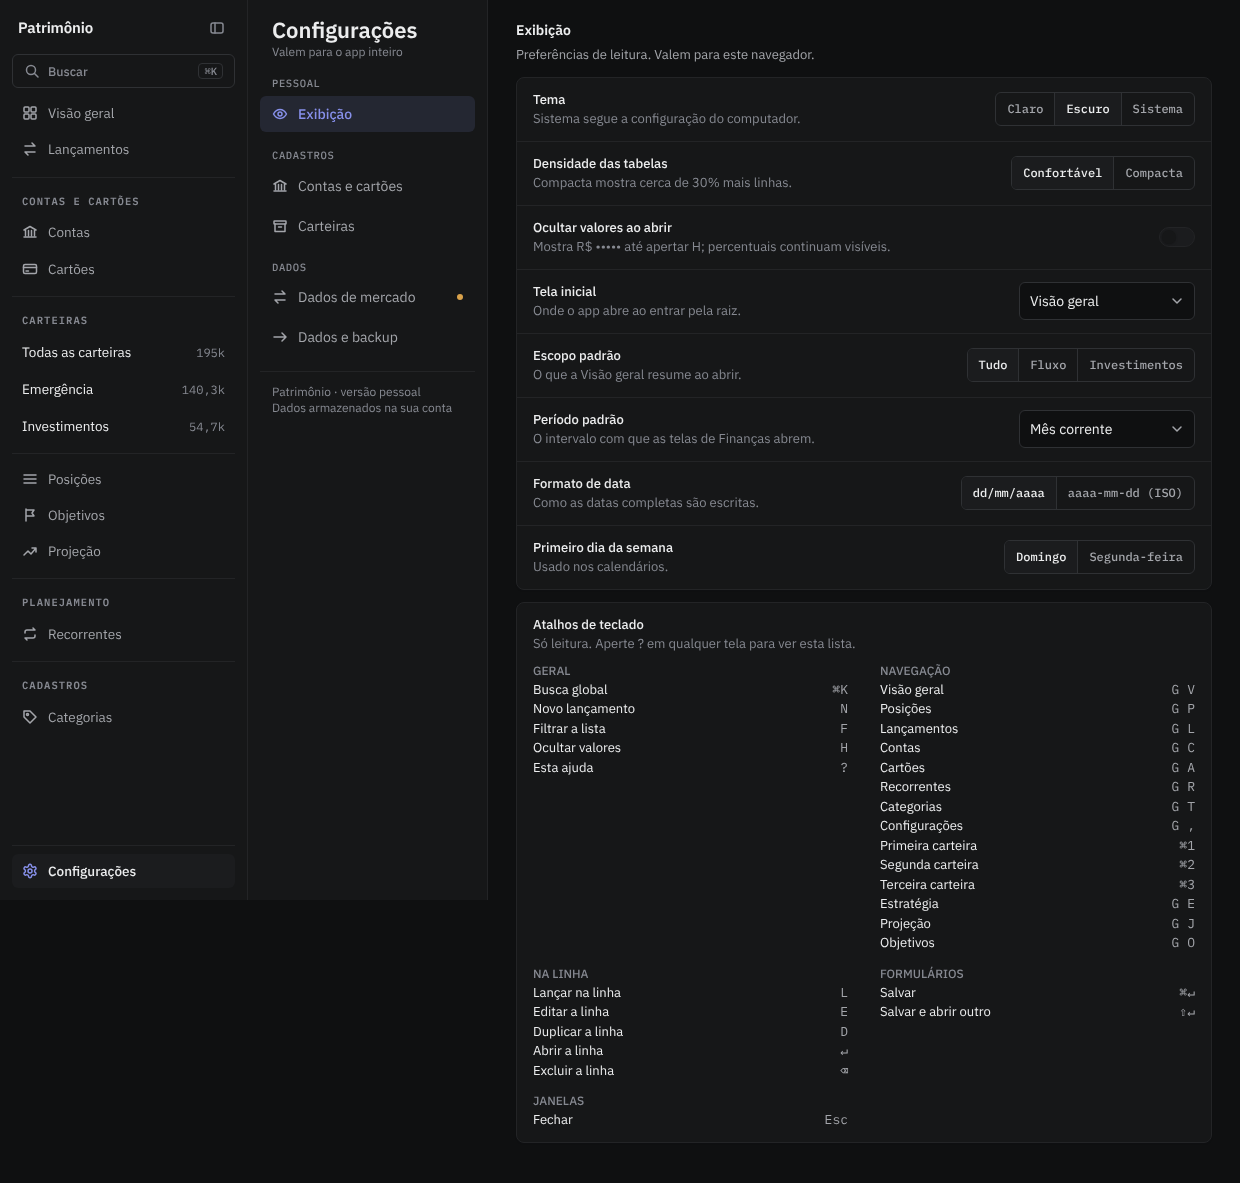 Patrimônio
Buscar ⌘K
Visão geral
Lançamentos
CONTAS E CARTÕES
Contas
Cartões
CARTEIRAS
Todas as carteiras 195k
Emergência 140,3k
Investimentos 54,7k
Posições
Objetivos
Projeção
PLANEJAMENTO
Recorrentes
CADASTROS
Categorias
Configurações
Configurações
Valem para o app inteiro
PESSOAL
Exibição
CADASTROS
Contas e cartões
Carteiras
DADOS
Dados de mercado
Dados e backup
Patrimônio · versão pessoal
Dados armazenados na sua conta
Exibição
Preferências de leitura. Valem para este navegador.
Tema
Sistema segue a configuração do computador.
Claro Escuro Sistema
Densidade das tabelas
Compacta mostra cerca de 30% mais linhas.
Confortável Compacta
Ocultar valores ao abrir
Mostra R$ ••••• até apertar H; percentuais continuam visíveis.
Tela inicial
Onde o app abre ao entrar pela raiz.
Visão geral
Escopo padrão
O que a Visão geral resume ao abrir.
Tudo Fluxo Investimentos
Período padrão
O intervalo com que as telas de Finanças abrem.
Mês corrente
Formato de data
Como as datas completas são escritas.
dd/mm/aaaa aaaa-mm-dd (ISO)
Primeiro dia da semana
Usado nos calendários.
Domingo Segunda-feira
Atalhos de teclado
Só leitura. Aperte ? em qualquer tela para ver esta lista.
GERAL
Busca global ⌘K
Novo lançamento N
Filtrar a lista F
Ocultar valores H
Esta ajuda ?
NAVEGAÇÃO
Visão geral G V
Posições G P
Lançamentos G L
Contas G C
Cartões G A
Recorrentes G R
Categorias G T
Configurações G ,
Primeira carteira ⌘1
Segunda carteira ⌘2
Terceira carteira ⌘3
Estratégia G E
Projeção G J
Objetivos G O
NA LINHA
Lançar na linha L
Editar a linha E
Duplicar a linha D
Abrir a linha ↵
Excluir a linha ⌫
FORMULÁRIOS
Salvar ⌘↵
Salvar e abrir outro ⇧↵
JANELAS
Fechar Esc